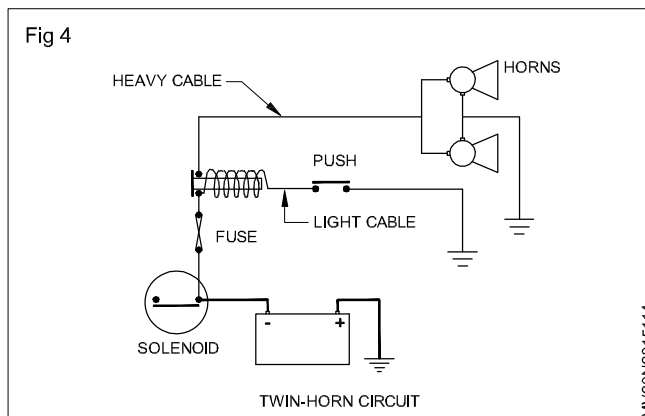 Fig 4
HORNS
HEAVY CABLE
PUSH
LIGHT CABLE
FUSE
- +
SOLENOID
TWIN-HORN CIRCUIT